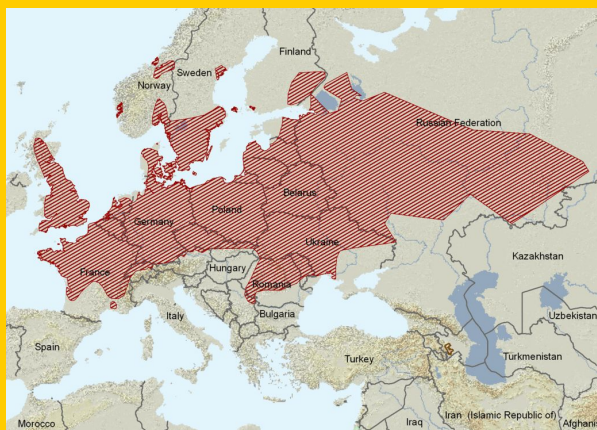 Finland
Sweden
Norway
Russian Federation
Belarus
Poland
Germany
Ukraine
Kazakhstan
France
Hungary
Romania
Uzbekistan
Italy
Bulgaria
Spain
Turkey
Turkmenistan
Morocco
Iraq
Iran (Islamic Republic of)
Afghanis